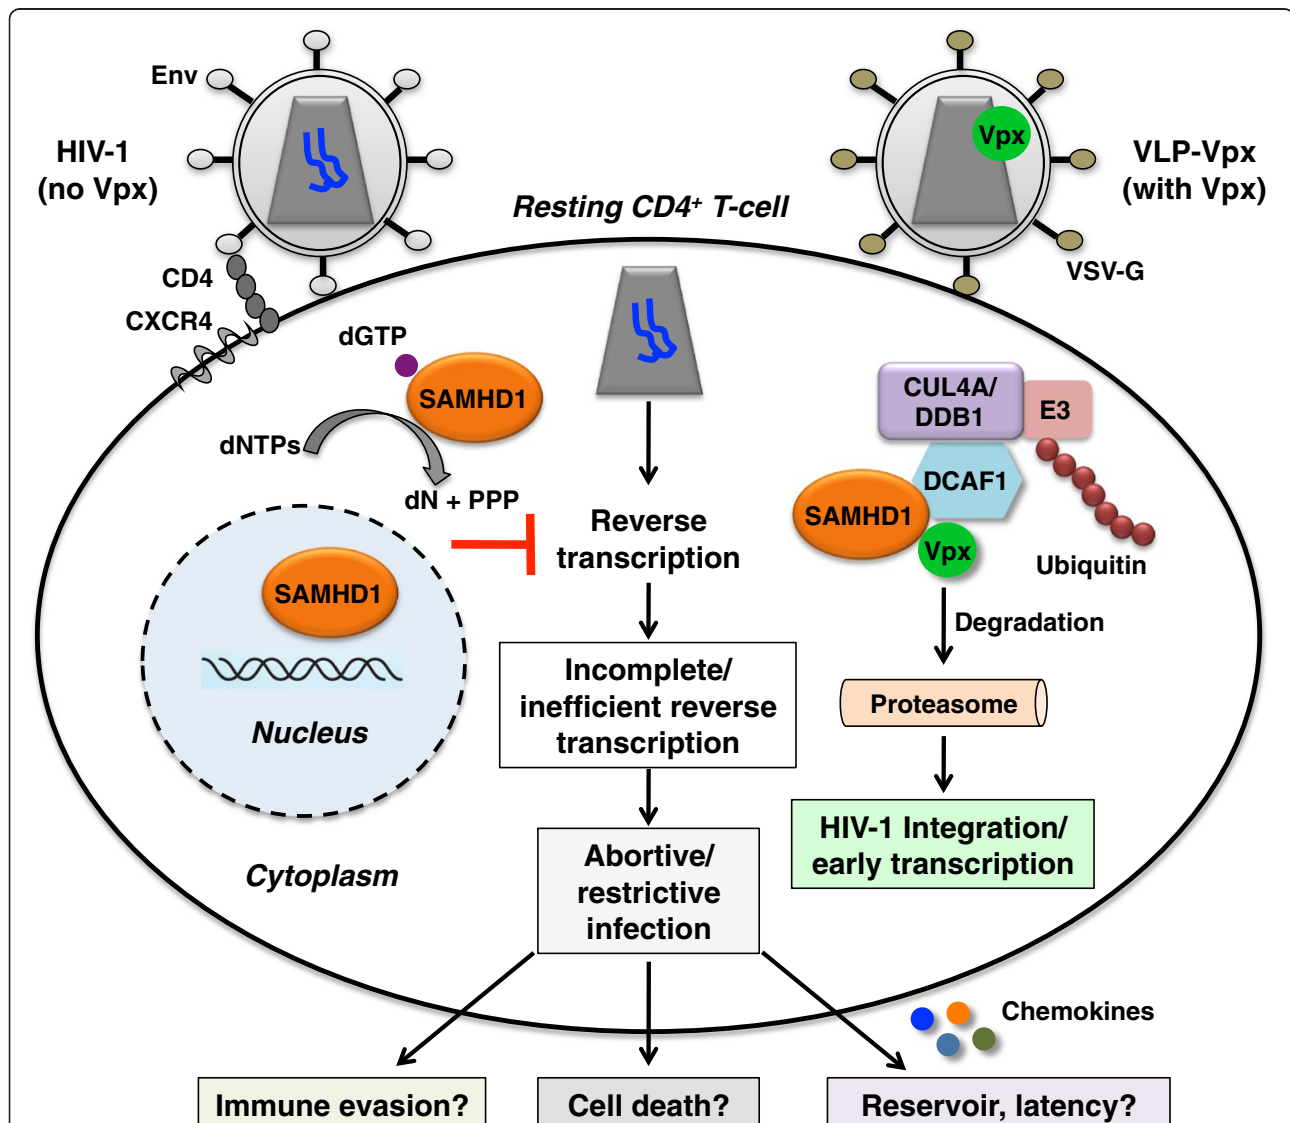 Env
HIV-1
(no Vpx)
Vpx
VLP-Vpx
(with Vpx)
Resting CD4+ T-cell
VSV-G
CD4
CXCR4
dGTP
SAMHD1
dNTPs
dN + PPP
SAMHD1
Nucleus
Cytoplasm
Reverse
transcription
Incomplete/
inefficient reverse
transcription
Abortive/
restrictive
infection
CUL4A/
DDB1
E3
DCAF1
SAMHD1
Vpx
Ubiquitin
Degradation
Proteasome
HIV-1 Integration/
early transcription
Chemokines
Immune evasion?
Cell death?
Reservoir, latency?